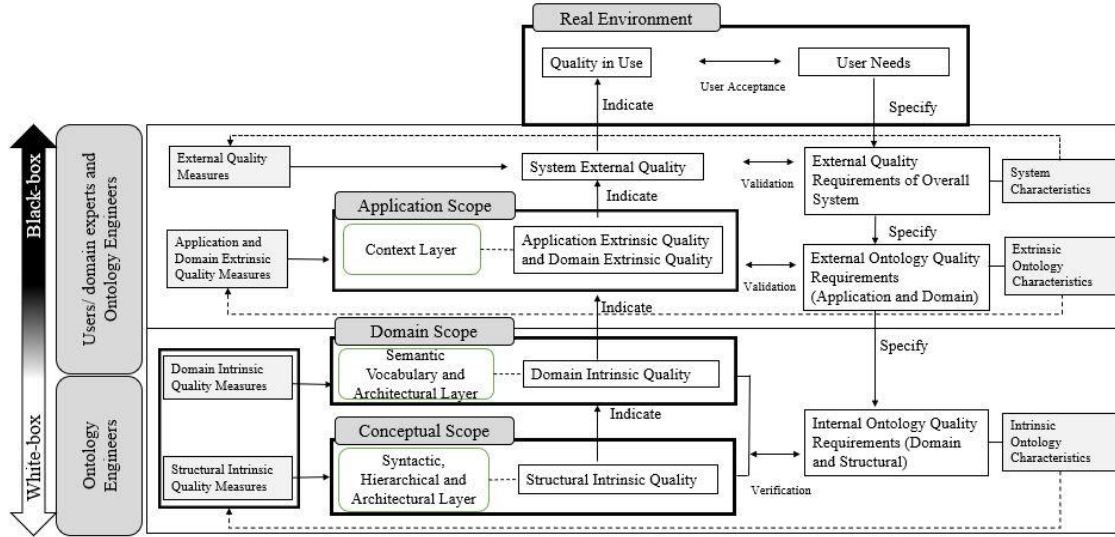 Real Environment
Quality in Use
User Needs
User Acceptance
Indicate
Specify
Black-box
White-box
Users/ domain experts and
Ontology Engineers
Ontology
Engineers
External Quality
Measures
System External Quality
Validation
External Quality
Requirements of Overall
System
System
Characteristics
Indicate
Specify
Application Scope
Application and
Domain Extrinsic
Quality Measures
Context Layer
Application Extrinsic Quality
and Domain Extrinsic Quality
Validation
External Ontology Quality
Requirements
(Application and Domain)
Extrinsic
Ontology
Characteristics
Indicate
Specify
Domain Scope
Domain Intrinsic
Quality Measures
Semantic
Vocabulary and
Architectural Layer
Domain Intrinsic Quality
Indicate
Conceptual Scope
Structural Intrinsic
Quality Measures
Syntactic,
Hierarchical and
Architectural Layer
Structural Intrinsic Quality
Verification
Internal Ontology Quality
Requirements (Domain
and Structural)
Intrinsic
Ontology
Characteristics